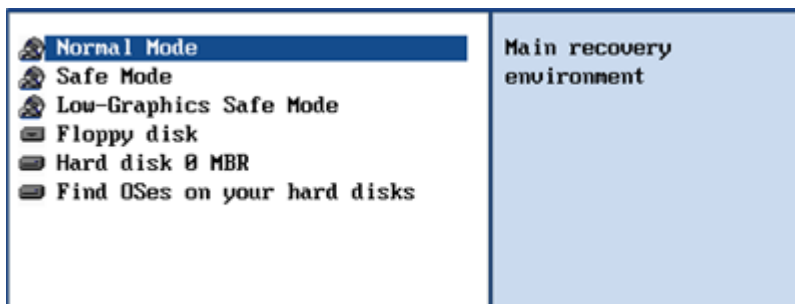 Normal Mode
Safe Mode
Low-Graphics Safe Mode
Floppy disk
Hard disk 0 MBR
Find OSes on your hard disks
Main recovery
environment